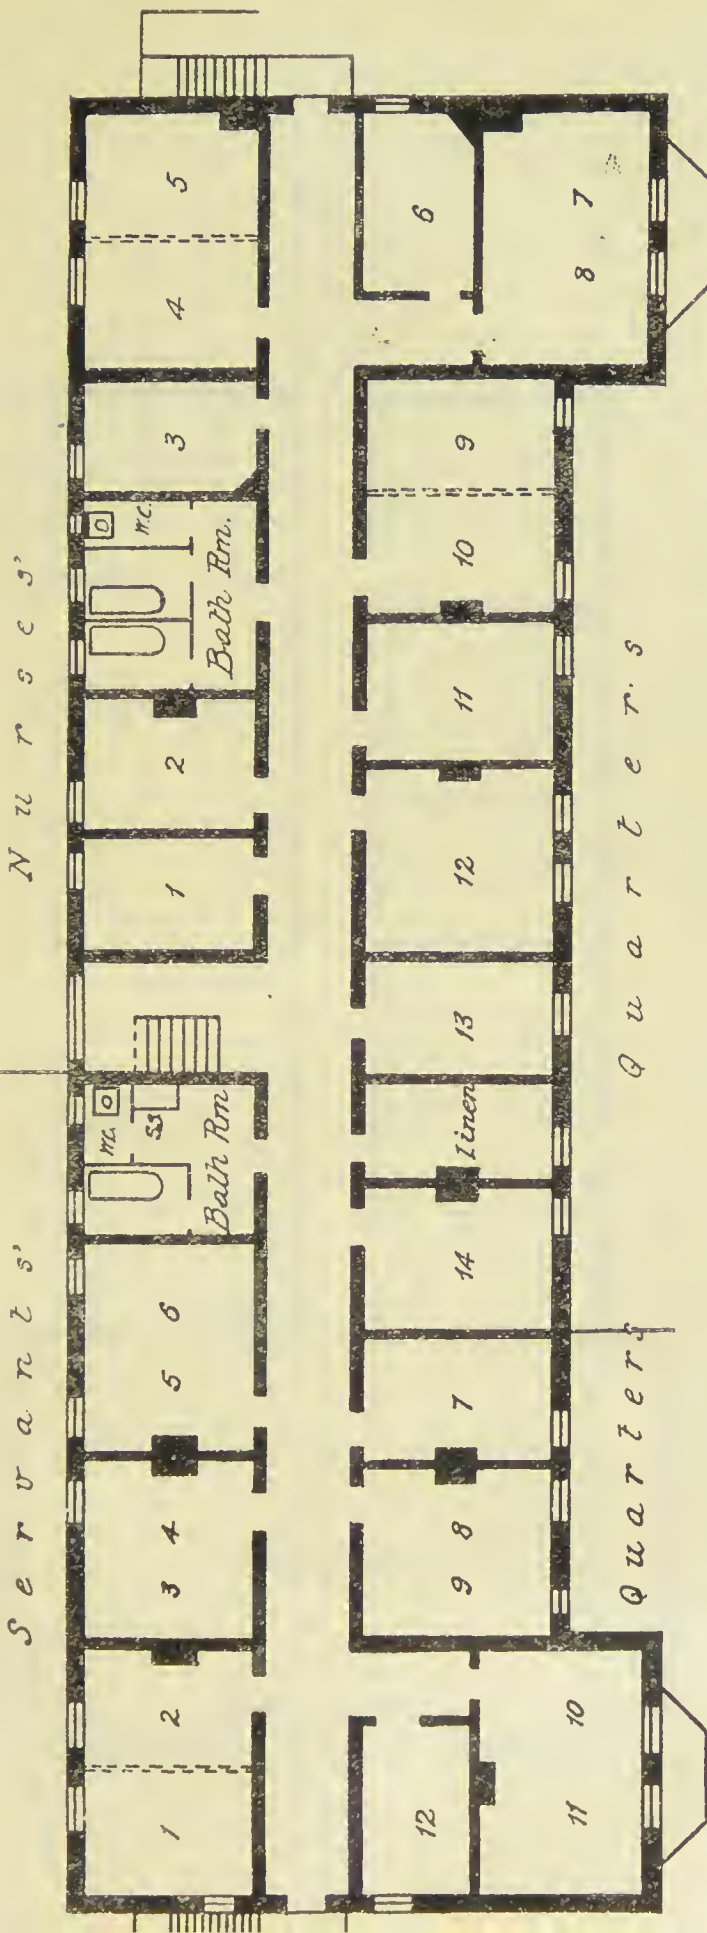 Servants' Nurses'
1
2
3 4
5 6
W.C.
S.S
Bath Rm
1
2
Bath Rm.
W.C.
3
4
5
12
11 10
9 8
7
14
Linen
13
12
11
10
9
6
8 7
Quarters Quarters